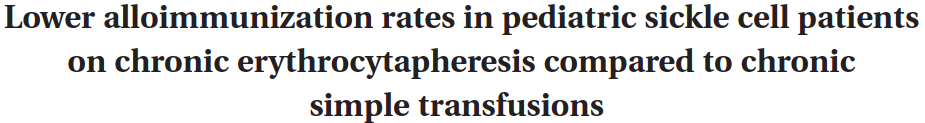 Lower alloimmunization rates in pediatric sickle cell patients
on chronic erythrocytapheresis compared to chronic
simple transfusions